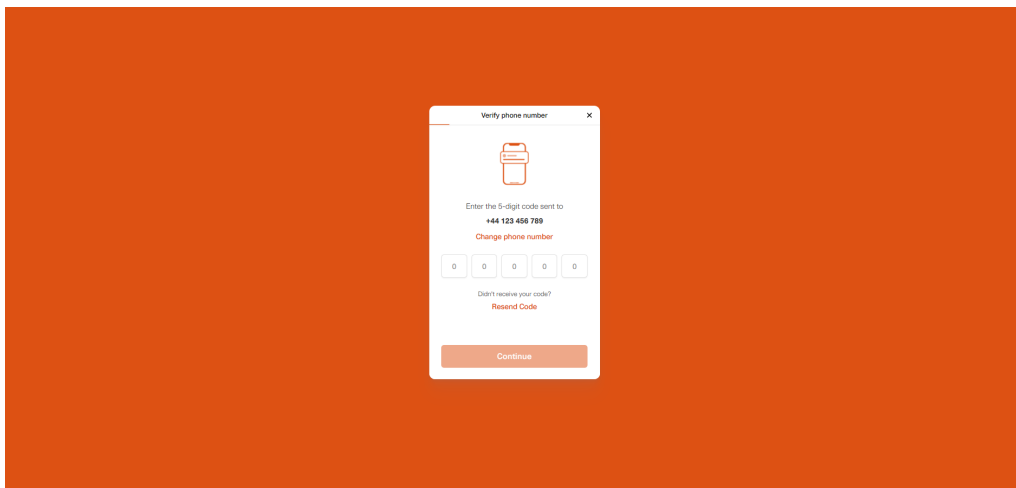 Verify phone number ×
Enter the 5-digit code sent to
+44 123 456 789
Change phone number
0 0 0 0 0
Didn't receive your code?
Resend Code
Continue